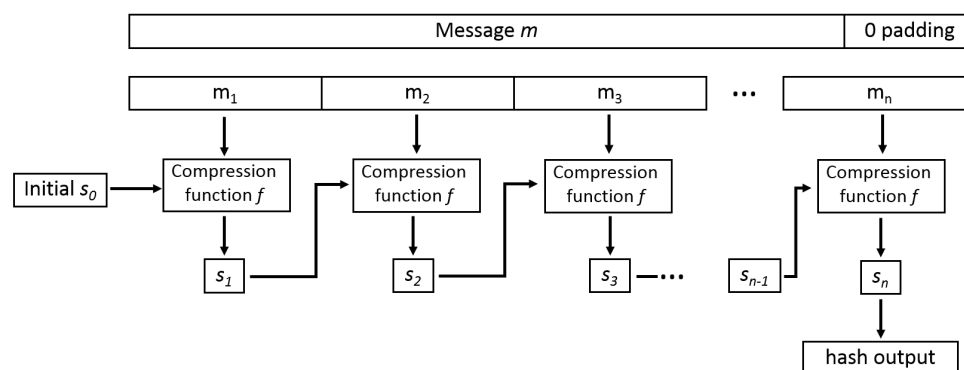 Message m
0 padding
m1
m2
m3
...
mn
Compression
function f
Compression
function f
Compression
function f
Compression
function f
Initial s0
s1
s2
s3
...
sn-1
sn
hash output